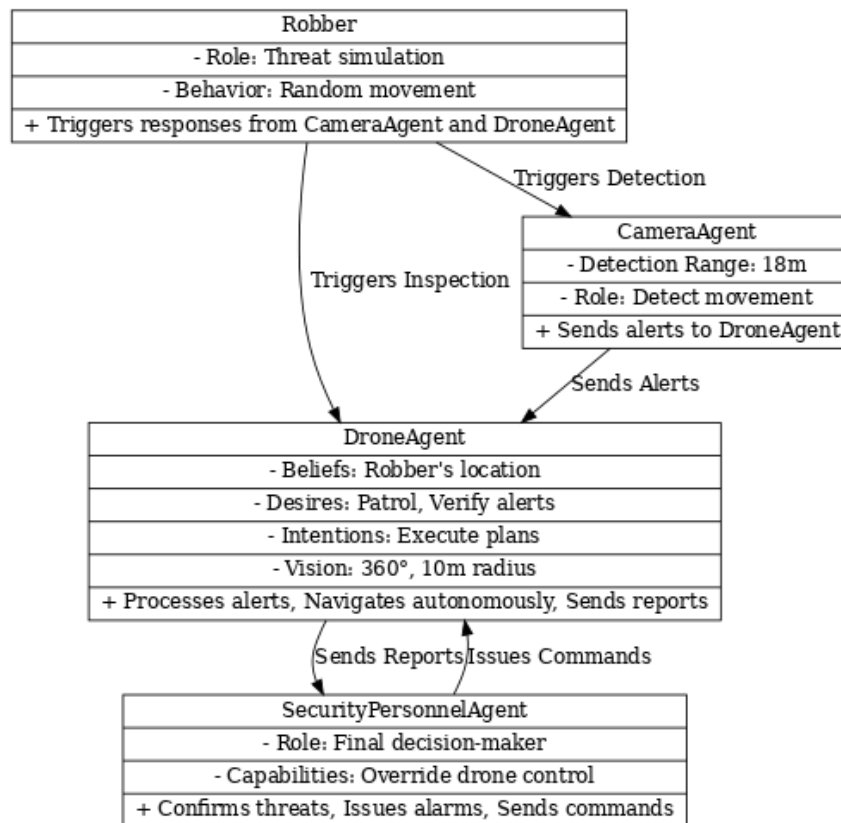 Robber
- Role: Threat simulation
- Behavior: Random movement
+ Triggers responses from CameraAgent and DroneAgent
Triggers Detection
CameraAgent
- Detection Range: 18m
- Role: Detect movement
+ Sends alerts to DroneAgent
Triggers Inspection
Sends Alerts
DroneAgent
- Beliefs: Robber's location
- Desires: Patrol, Verify alerts
- Intentions: Execute plans
- Vision: 360°, 10m radius
+ Processes alerts, Navigates autonomously, Sends reports
Sends Reports
Issues Commands
SecurityPersonnelAgent
- Role: Final decision-maker
- Capabilities: Override drone control
+ Confirms threats, Issues alarms, Sends commands